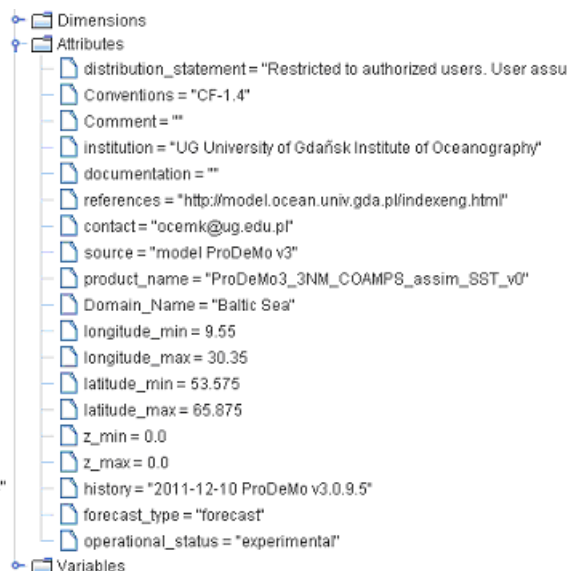 Dimensions
Attributes
distribution_statement = "Restricted to authorized users. User assu
Conventions = "CF-1.4"
Comment = ""
institution = "UG University of Gdańsk Institute of Oceanography"
documentation = ""
references = "http://model.ocean.univ.gda.pl/indexeng.html"
contact = "ocemk@ug.edu.pl"
source = "model ProDeMo v3"
product_name = "ProDeMo3_3NM_COAMPS_assim_SST_v0"
Domain_Name = "Baltic Sea"
longitude_min = 9.55
longitude_max = 30.35
latitude_min = 53.575
latitude_max = 65.875
z_min = 0.0
z_max = 0.0
" history = "2011-12-10 ProDeMo v3.0.9.5"
forecast_type = "forecast"
operational_status = "experimental"
Variables